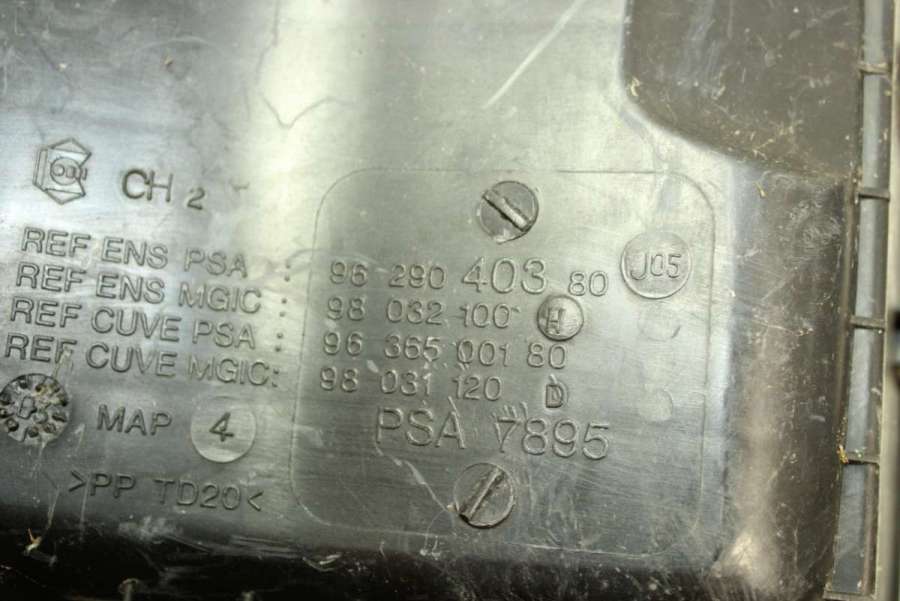 CH 2
REF ENS PSA : 96 290 403 80 J05
REF ENS MGIC : 98 032 100 H
REF CUVE PSA : 96 365 001 80
REF CUVE MGIC: 98 031 120 D
MAP 4 PSA 7895
>PP TD20<